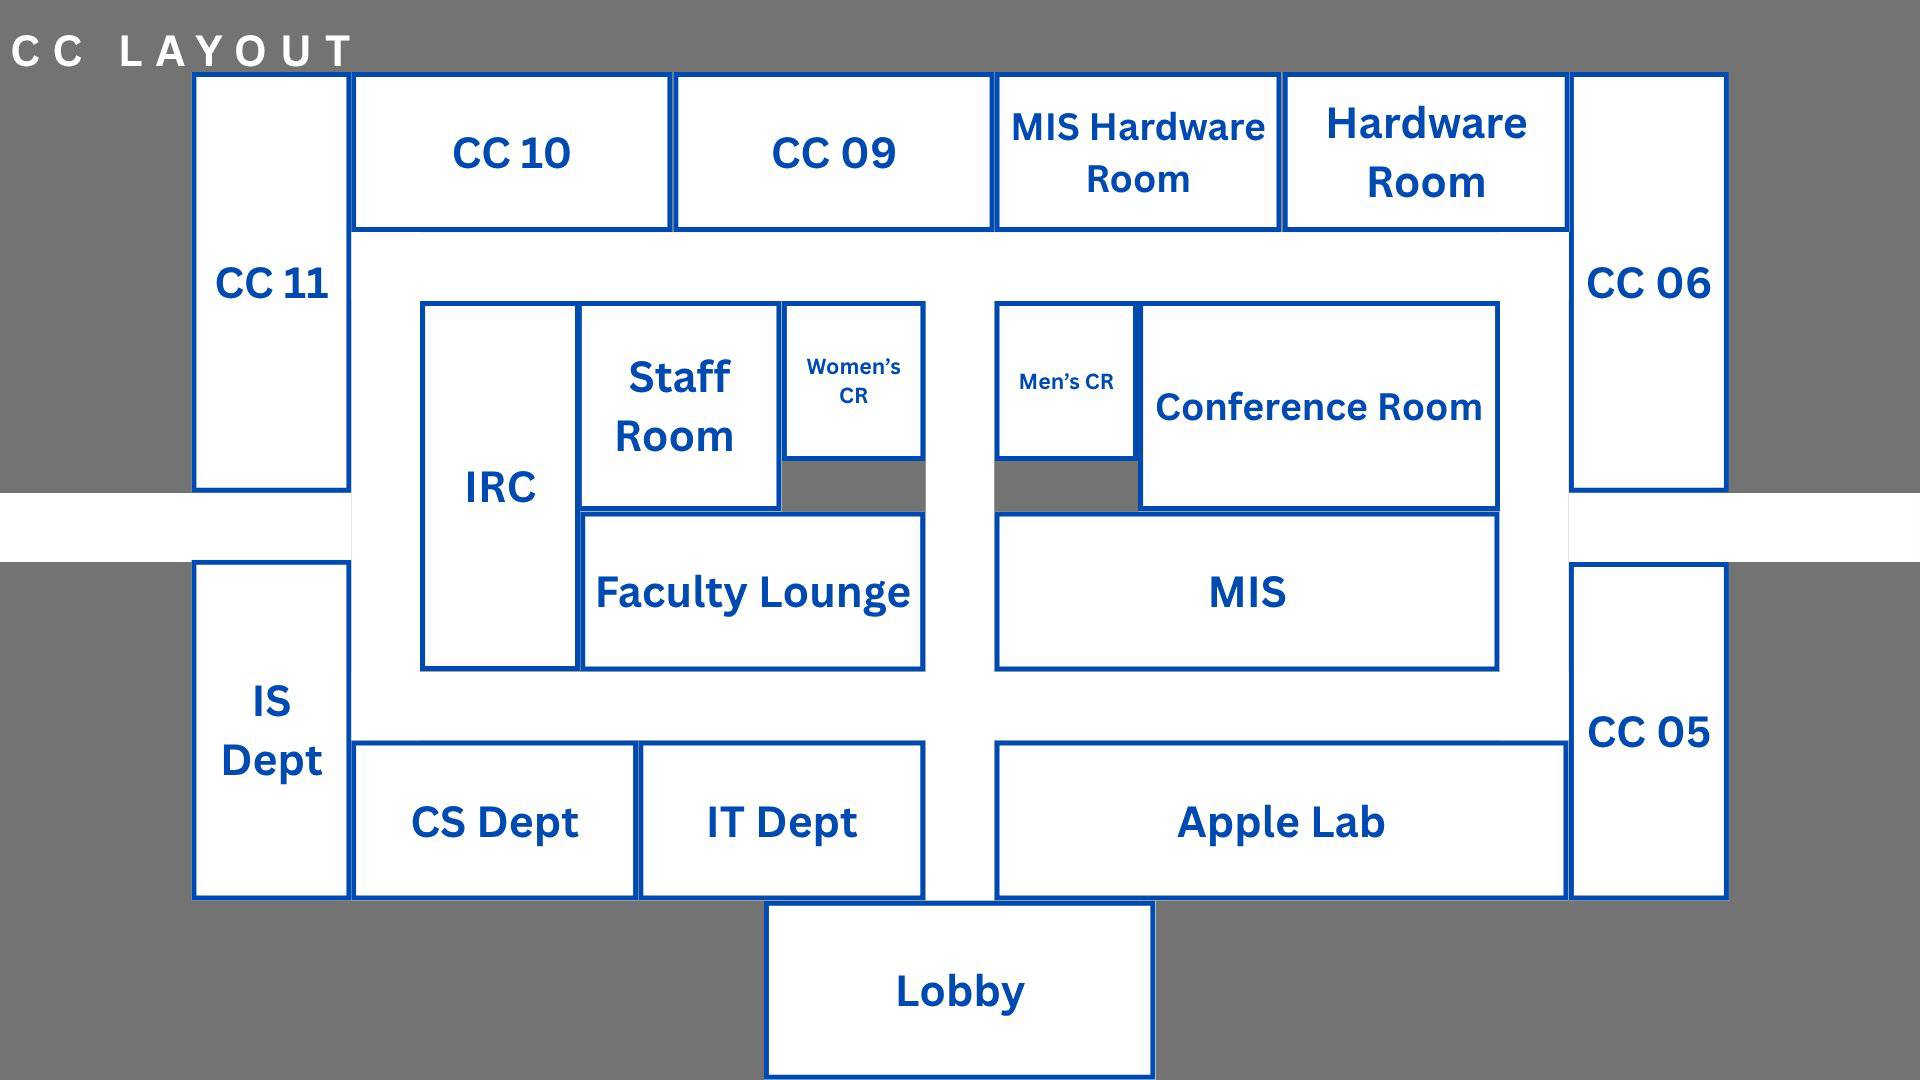 CC LAYOUT
CC 10
CC 09
MIS Hardware
Room
Hardware
Room
CC 11
CC 06
IRC
Staff
Room
Women’s
CR
Men’s CR
Conference Room
Faculty Lounge
MIS
IS
Dept
CS Dept
IT Dept
Apple Lab
CC 05
Lobby